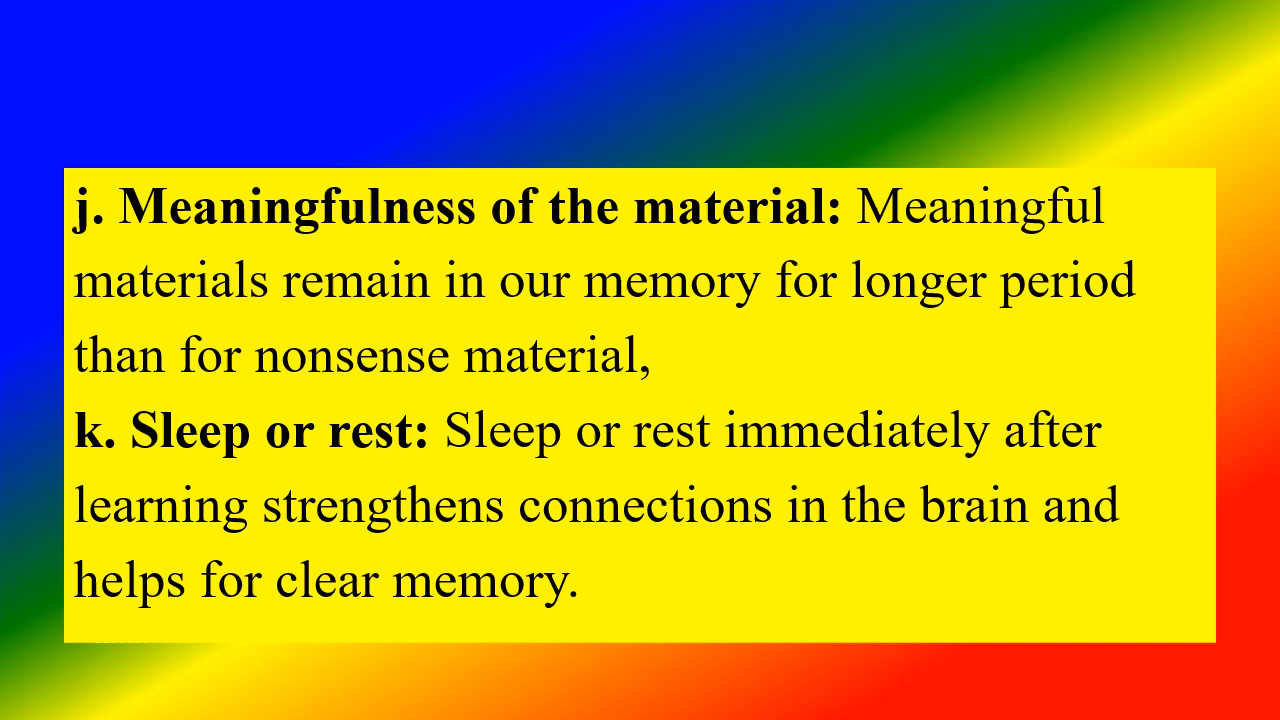 j. Meaningfulness of the material: Meaningful
materials remain in our memory for longer period
than for nonsense material,
k. Sleep or rest: Sleep or rest immediately after
learning strengthens connections in the brain and
helps for clear memory.